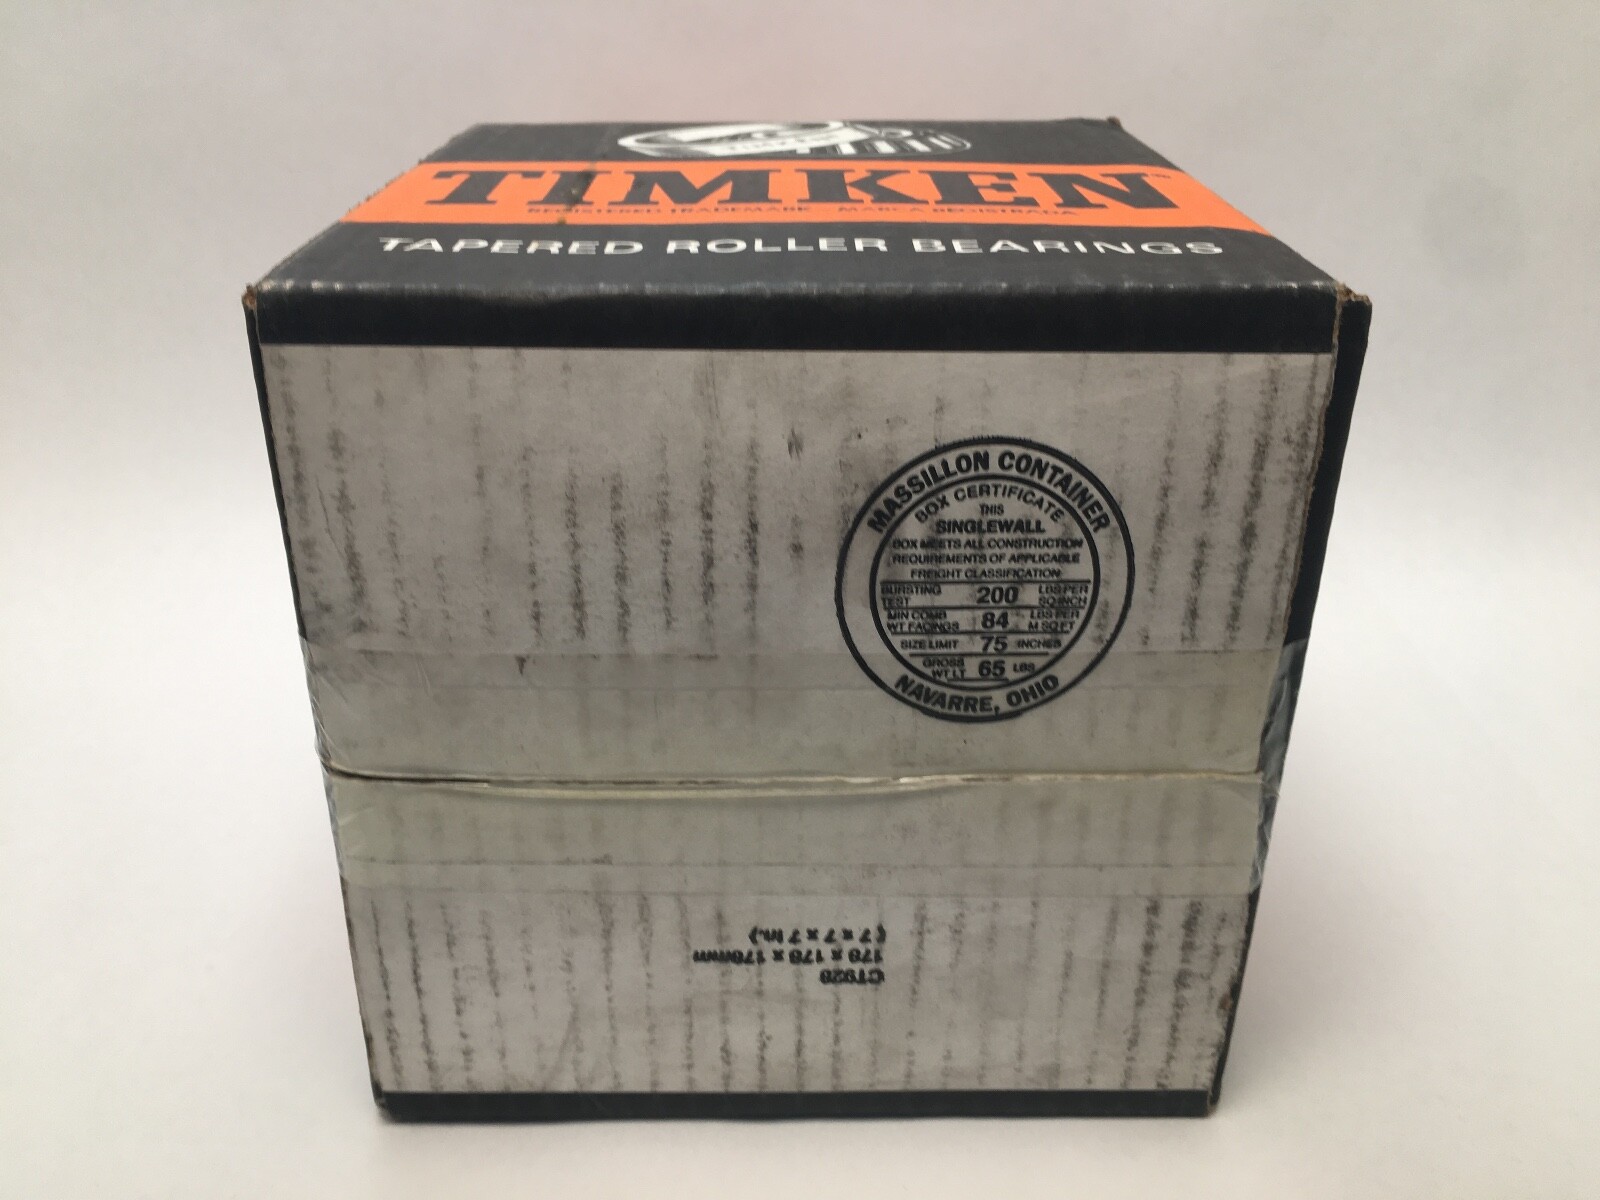 TIMKEN
REGISTERED TRADEMARK MARCA REGISTRADA
TAPERED ROLLER BEARINGS
MASSILLON CONTAINER
BOX CERTIFICATE
THIS
SINGLEWALL
BOX MEETS ALL CONSTRUCTION
REQUIREMENTS OF APPLICABLE
FREIGHT CLASSIFICATION
BURSTING TEST 200 LBS PER SQ INCH
MIN COMB WT FACINGS 84 LBS PER M SQ FT
SIZE LIMIT 75 INCHES
GROSS WT LT 65 LBS
NAVARRE, OHIO
CT928
178 x 178 x 178mm
(7 x 7 x 7 in.)